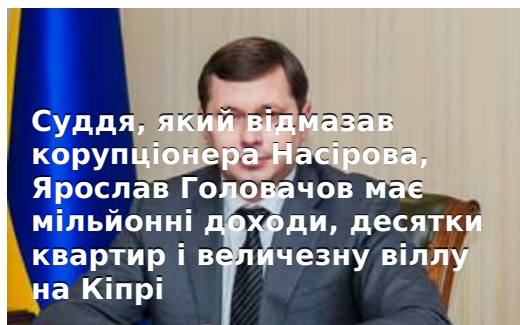 Суддя, який відмазав
корупціонера Насірова,
Ярослав Головачов має
мільйонні доходи, десятки
квартир і величезну віллу
на Кіпрі